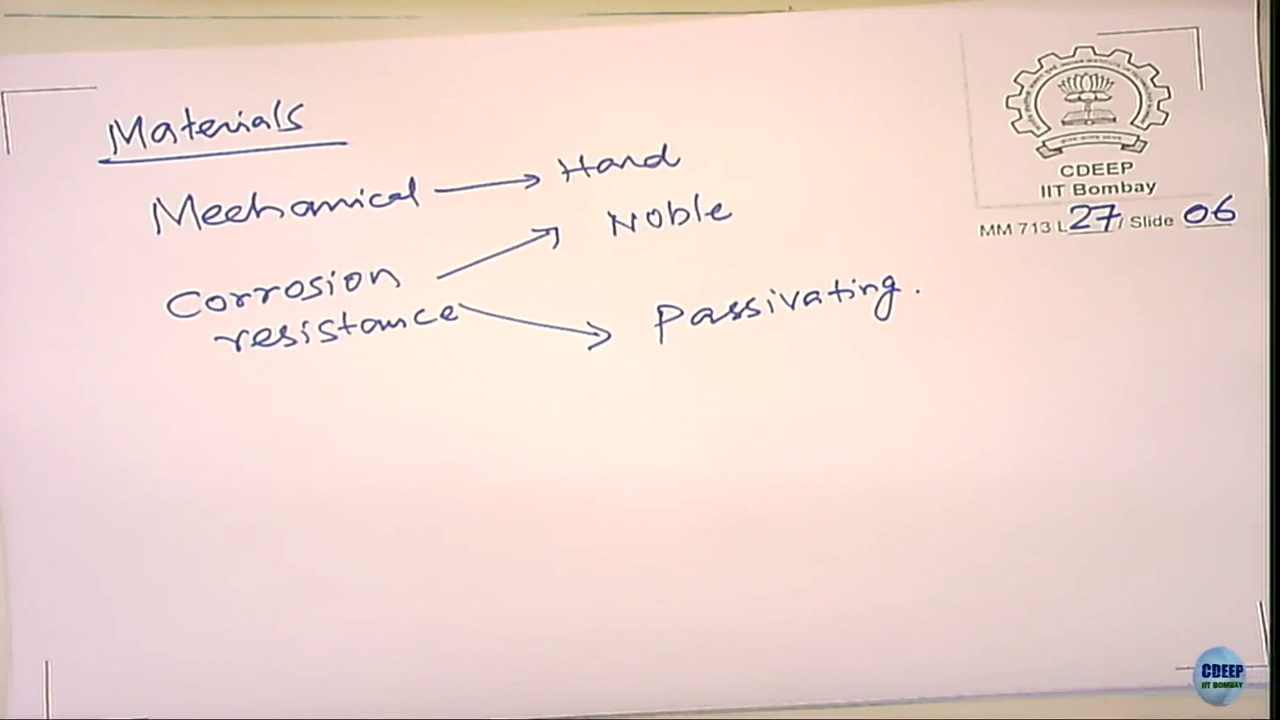 Materials
Mechanical → Hard
Corrosion resistance → Noble
→ Passivating.
CDEEP
IIT Bombay
MM 713 L 27 / Slide 06
CDEEP
IIT BOMBAY